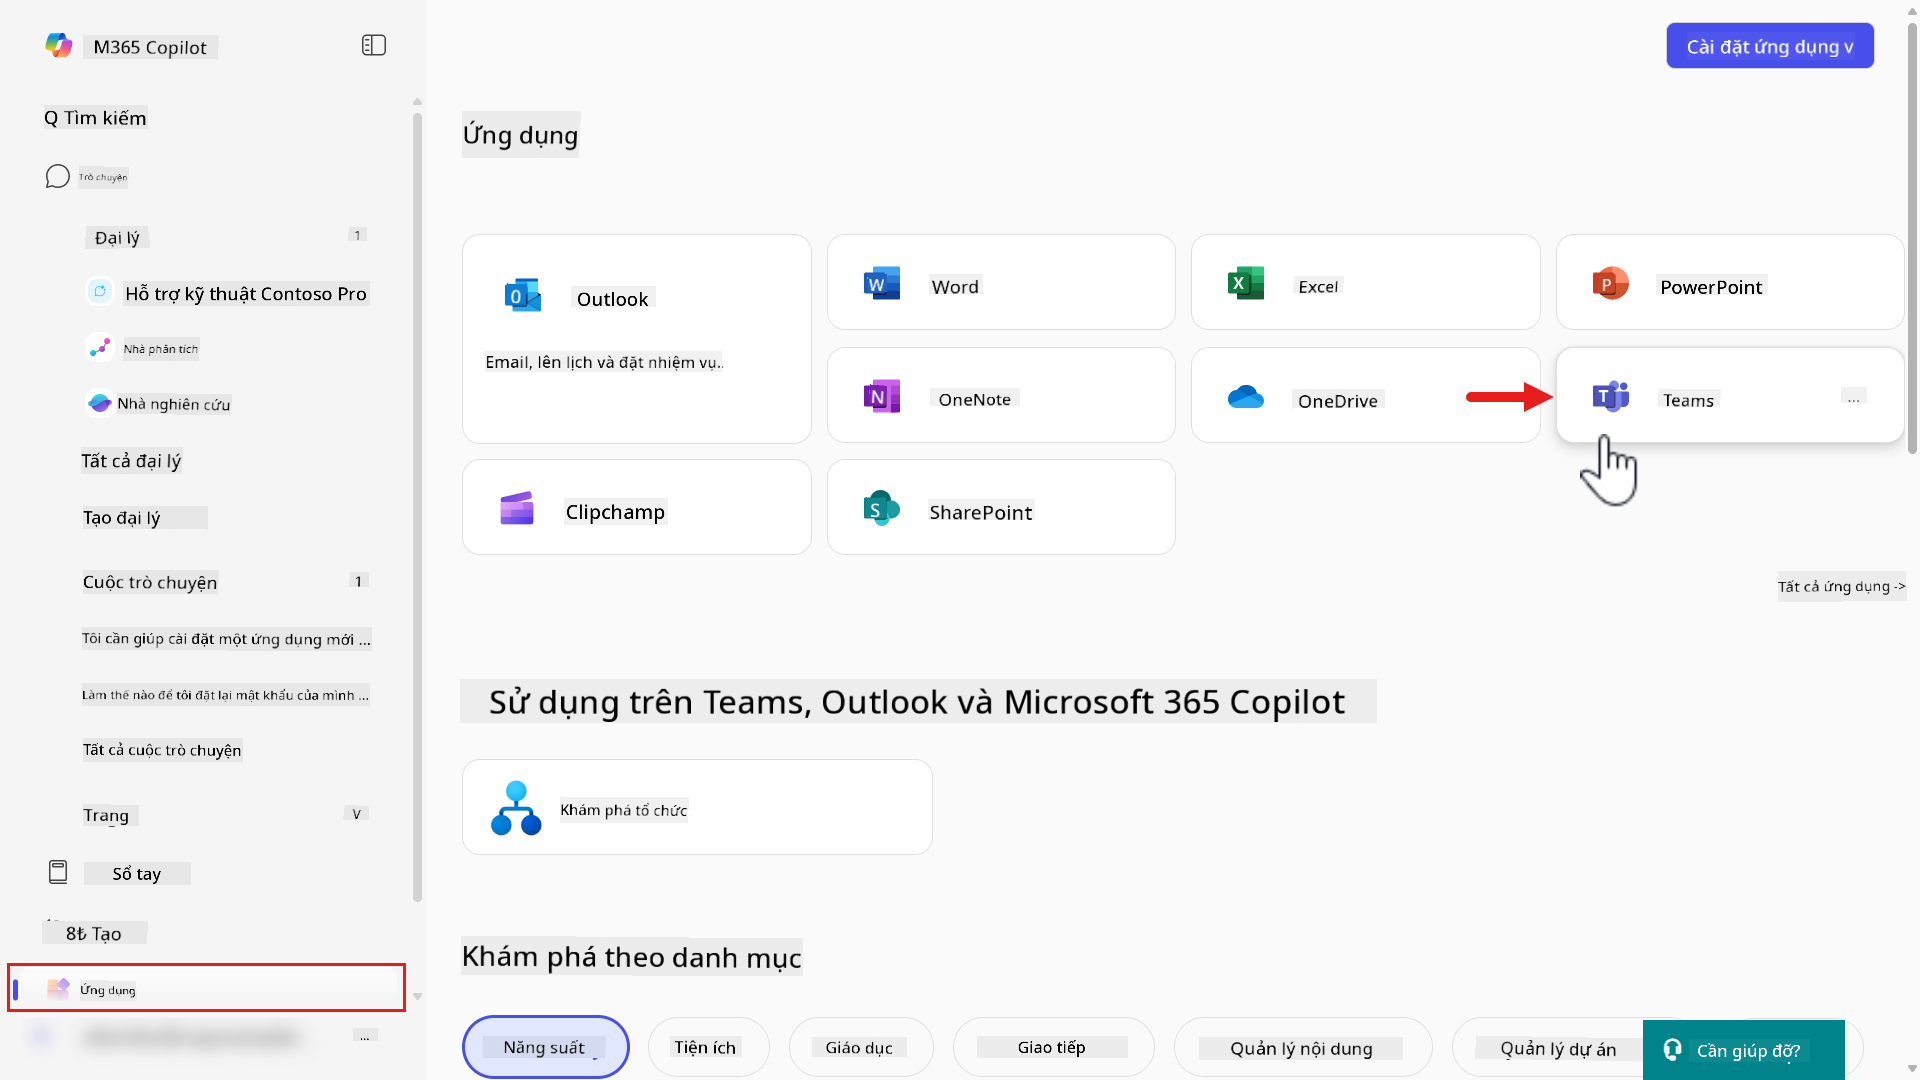 M365 Copilot
Q Tìm kiếm
Trò chuyện
Đại lý
1
Hỗ trợ kỹ thuật Contoso Pro
Nhà phân tích
Nhà nghiên cứu
Tất cả đại lý
Tạo đại lý
Cuộc trò chuyện
1
Tôi cần giúp cài đặt một ứng dụng mới ...
Làm thế nào để tôi đặt lại mật khẩu của mình ...
Tất cả cuộc trò chuyện
Trang
V
Sổ tay
8₺ Tạo
Ứng dụng
...
Cài đặt ứng dụng v
Ứng dụng
Outlook
Email, lên lịch và đặt nhiệm vụ..
Word
Excel
PowerPoint
OneNote
OneDrive
Teams
...
Clipchamp
SharePoint
Tất cả ứng dụng ->
Sử dụng trên Teams, Outlook và Microsoft 365 Copilot
Khám phá tổ chức
Khám phá theo danh mục
Năng suất
Tiện ích
Giáo dục
Giao tiếp
Quản lý nội dung
Quản lý dự án
Cần giúp đỡ?